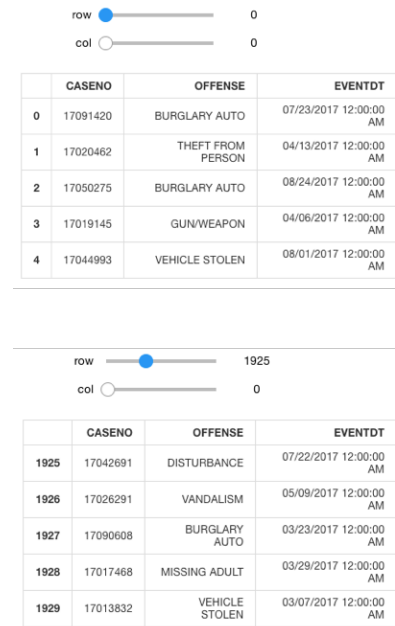 row 0
col 0
CASENO OFFENSE EVENTDT
0 17091420 BURGLARY AUTO 07/23/2017 12:00:00 AM
1 17020462 THEFT FROM PERSON 04/13/2017 12:00:00 AM
2 17050275 BURGLARY AUTO 08/24/2017 12:00:00 AM
3 17019145 GUN/WEAPON 04/06/2017 12:00:00 AM
4 17044993 VEHICLE STOLEN 08/01/2017 12:00:00 AM
row 1925
col 0
CASENO OFFENSE EVENTDT
1925 17042691 DISTURBANCE 07/22/2017 12:00:00 AM
1926 17026291 VANDALISM 05/09/2017 12:00:00 AM
1927 17090608 BURGLARY AUTO 03/23/2017 12:00:00 AM
1928 17017468 MISSING ADULT 03/29/2017 12:00:00 AM
1929 17013832 VEHICLE STOLEN 03/07/2017 12:00:00 AM